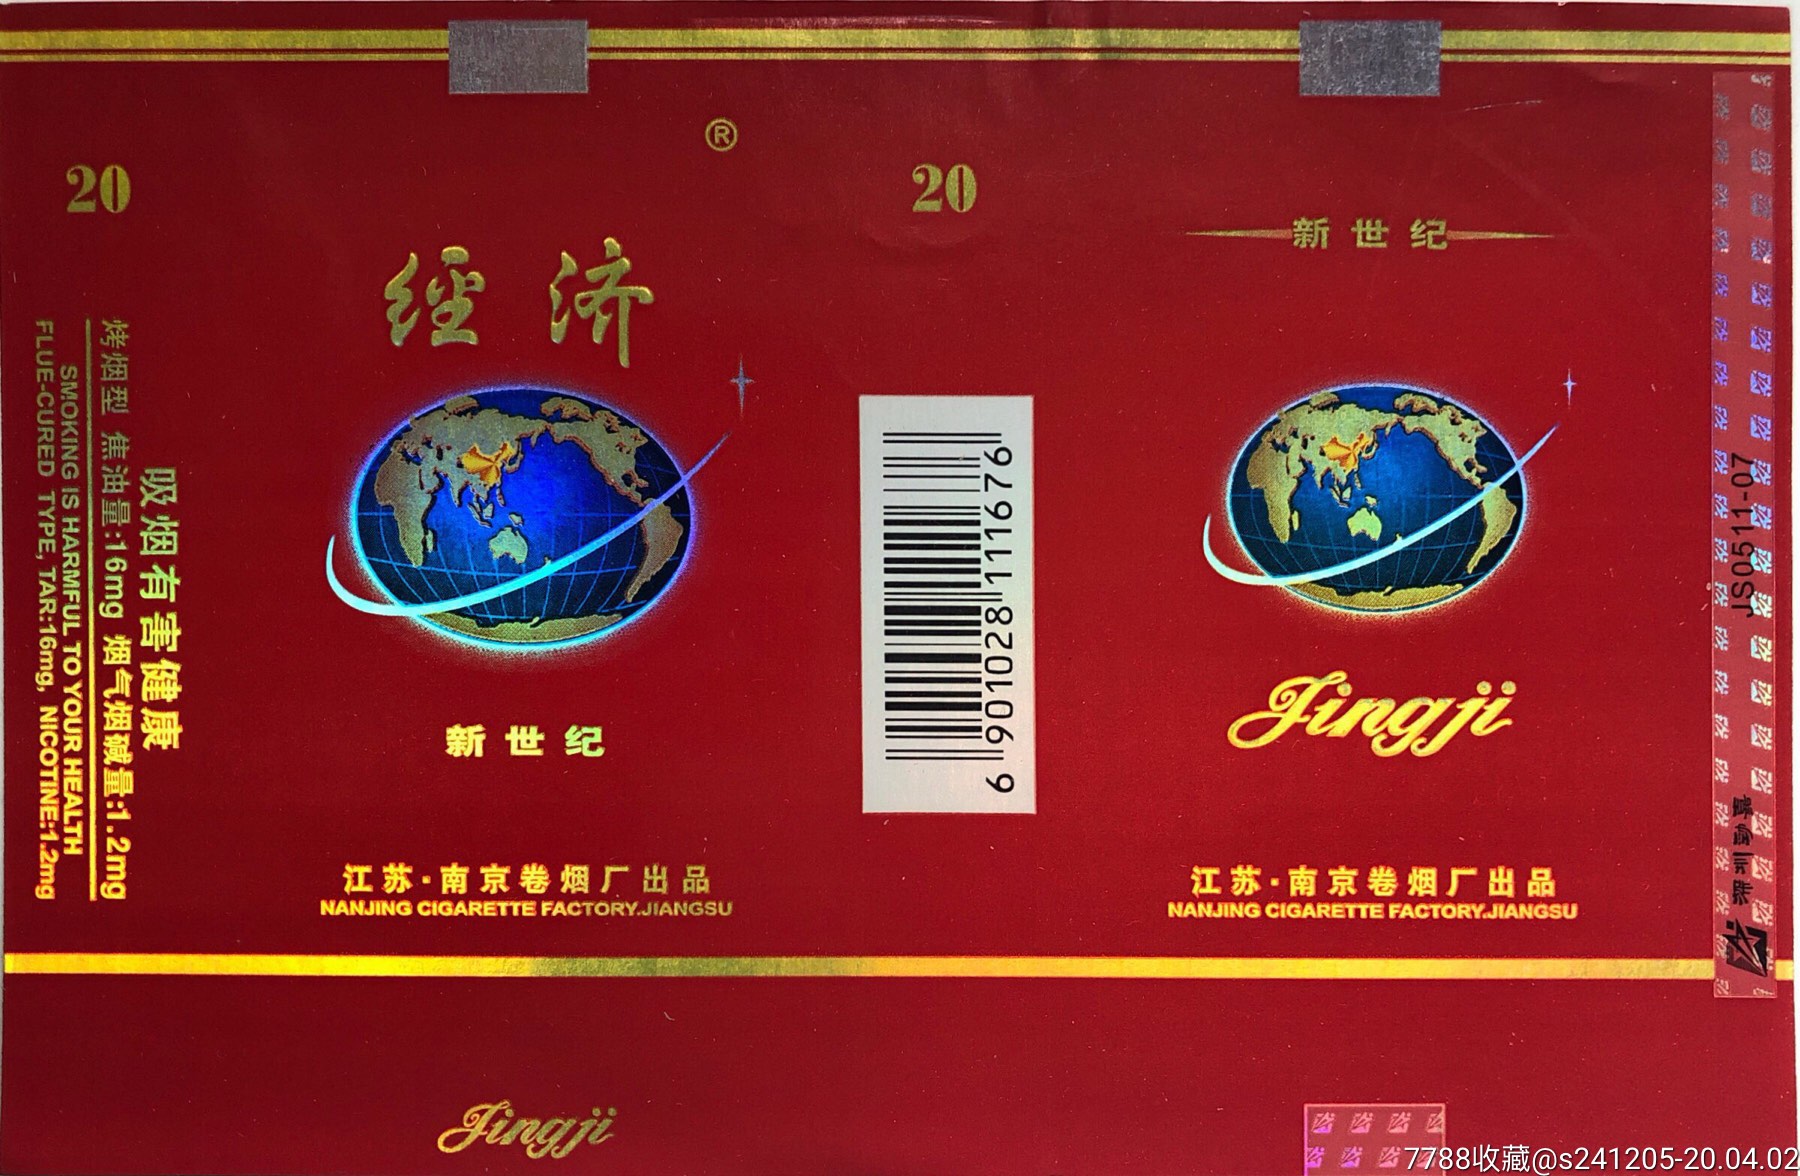 20
吸烟有害健康
烤烟型 焦油量:16mg 烟气烟碱量:1.2mg
SMOKING IS HARMFUL TO YOUR HEALTH
FLUE-CURED TYPE, TAR:16mg, NICOTINE:1.2mg
®
經济
新世纪
江苏·南京卷烟厂出品
NANJING CIGARETTE FACTORY.JIANGSU
Jingji
20
6 901028 111676
新世纪
Jingji
江苏·南京卷烟厂出品
NANJING CIGARETTE FACTORY.JIANGSU
JS0511-07
7788收藏@s241205-20.04.02